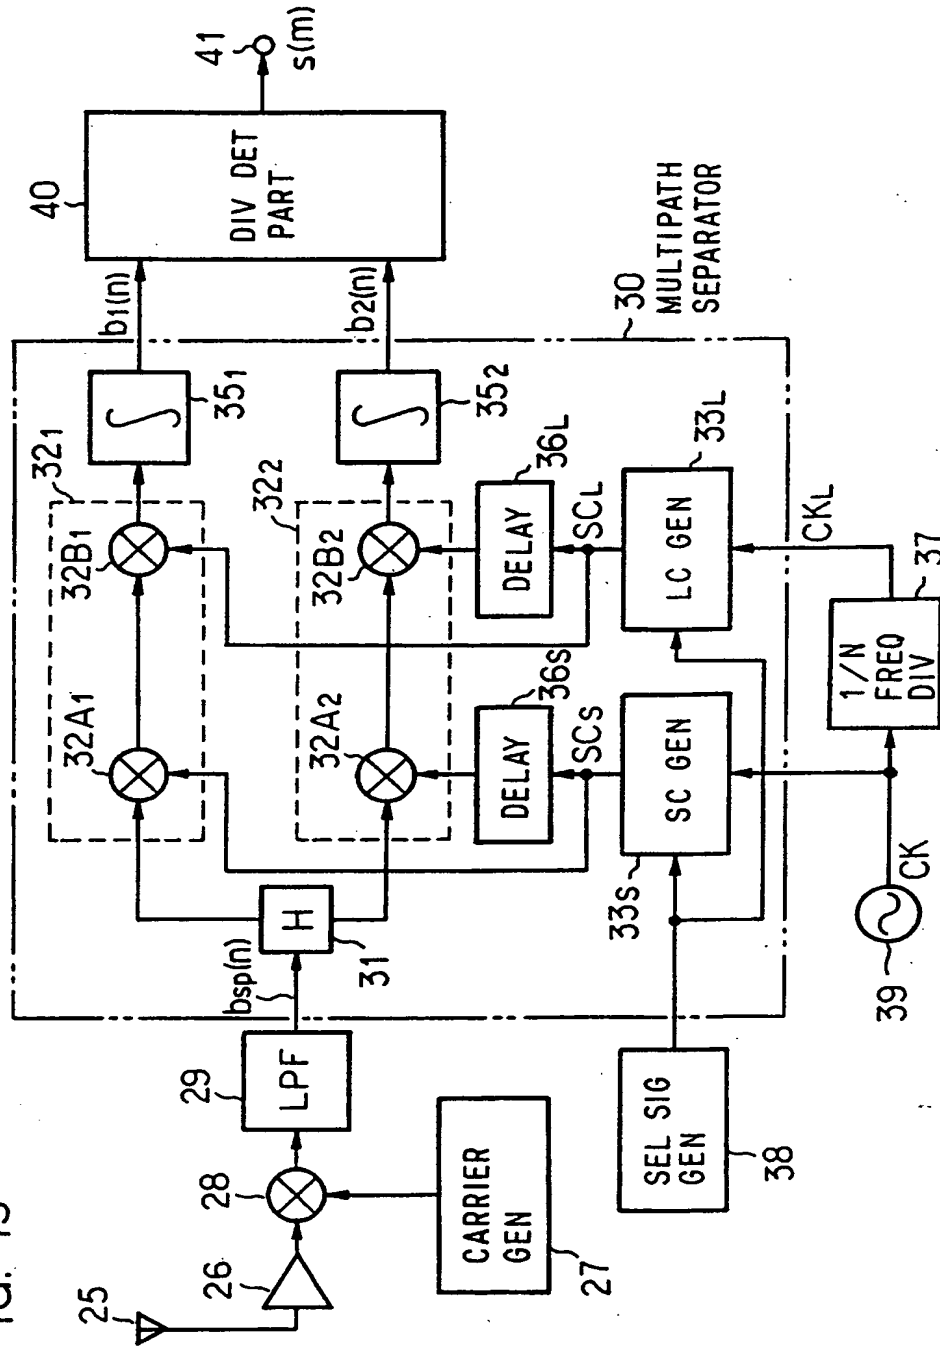 25
26
28
CARRIER
GEN
27
29
LPF
bsp(n)
H
31
321
32A1
32B1
351
∫
b1(n)
322
32A2
32B2
352
∫
b2(n)
40
DIV DET
PART
41
s(m)
DELAY
36S
DELAY
36L
SCS
SCL
33S
SC GEN
33L
LC GEN
30
MULTIPATH
SEPARATOR
SEL SIG
GEN
38
39
CK
1/N
FREQ
DIV
37
CKL